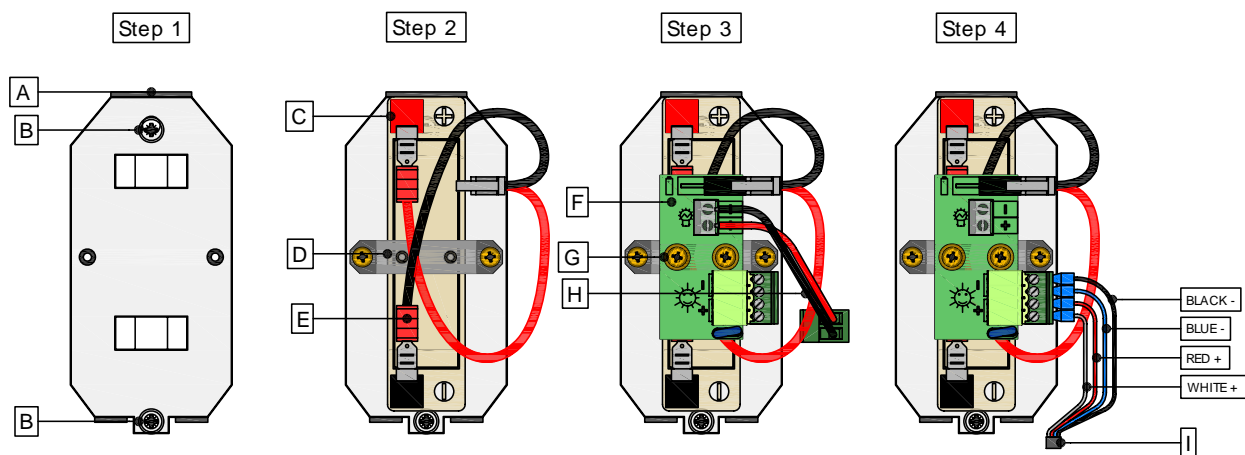 Step 1
Step 2
Step 3
Step 4
A
B
B
C
D
E
F
G
H
- +
- +
- +
- +
BLACK -
BLUE -
RED +
WHITE +
I